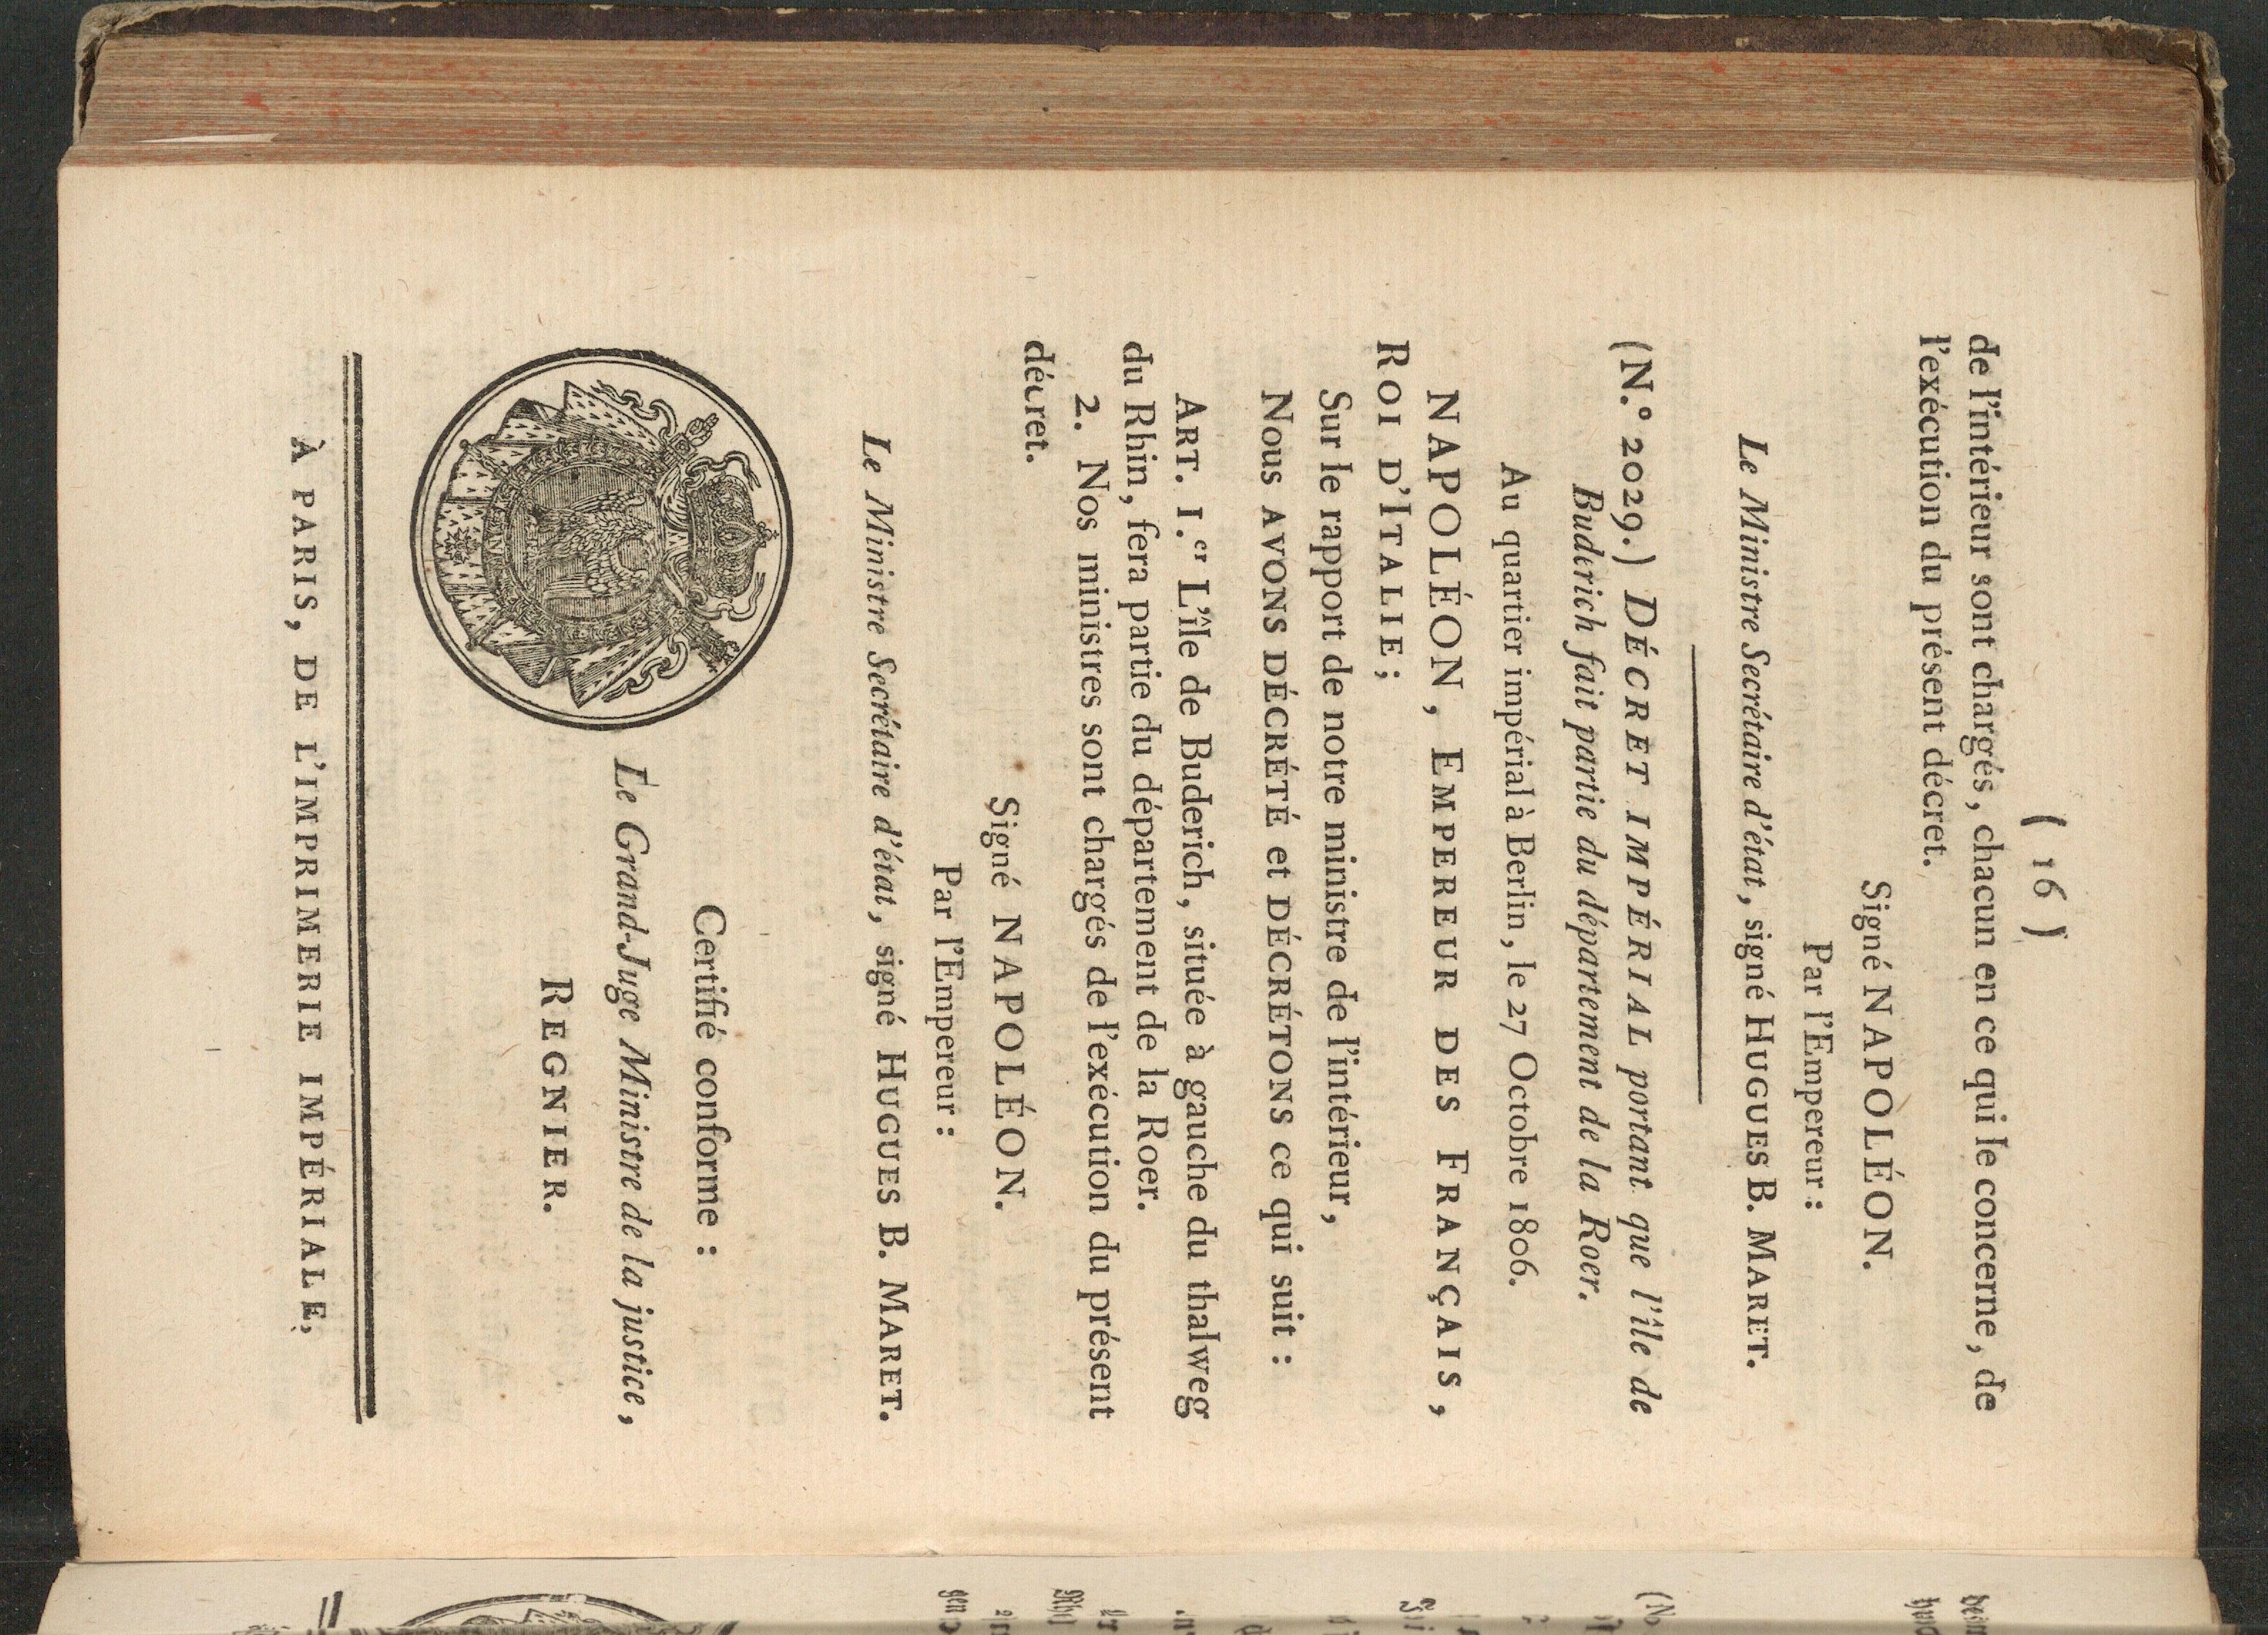 ( 16 )
de l'intérieur sont chargés, chacun en ce qui le concerne, de
l'exécution du présent décret.
Signé NAPOLÉON.
Par l'Empereur :
Le Ministre Secrétaire d'état, signé HUGUES B. MARET.
(N.° 2029.) DÉCRET IMPÉRIAL portant que l'île de
Buderich fait partie du département de la Roer.
Au quartier impérial à Berlin, le 27 Octobre 1806.
NAPOLÉON, EMPEREUR DES FRANÇAIS,
ROI D'ITALIE;
Sur le rapport de notre ministre de l'intérieur,
Nous AVONS DÉCRÉTÉ et DÉCRÉTONS ce qui suit :
ART. I.er L'île de Buderich, située à gauche du thalweg
du Rhin, fera partie du département de la Roer.
2. Nos ministres sont chargés de l'exécution du présent
décret.
Signé NAPOLÉON.
Par l'Empereur :
Le Ministre Secrétaire d'état, signé HUGUES B. MARET.
Certifié conforme :
Le Grand-Juge Ministre de la justice,
REGNIER.
À PARIS, DE L'IMPRIMERIE IMPÉRIALE,